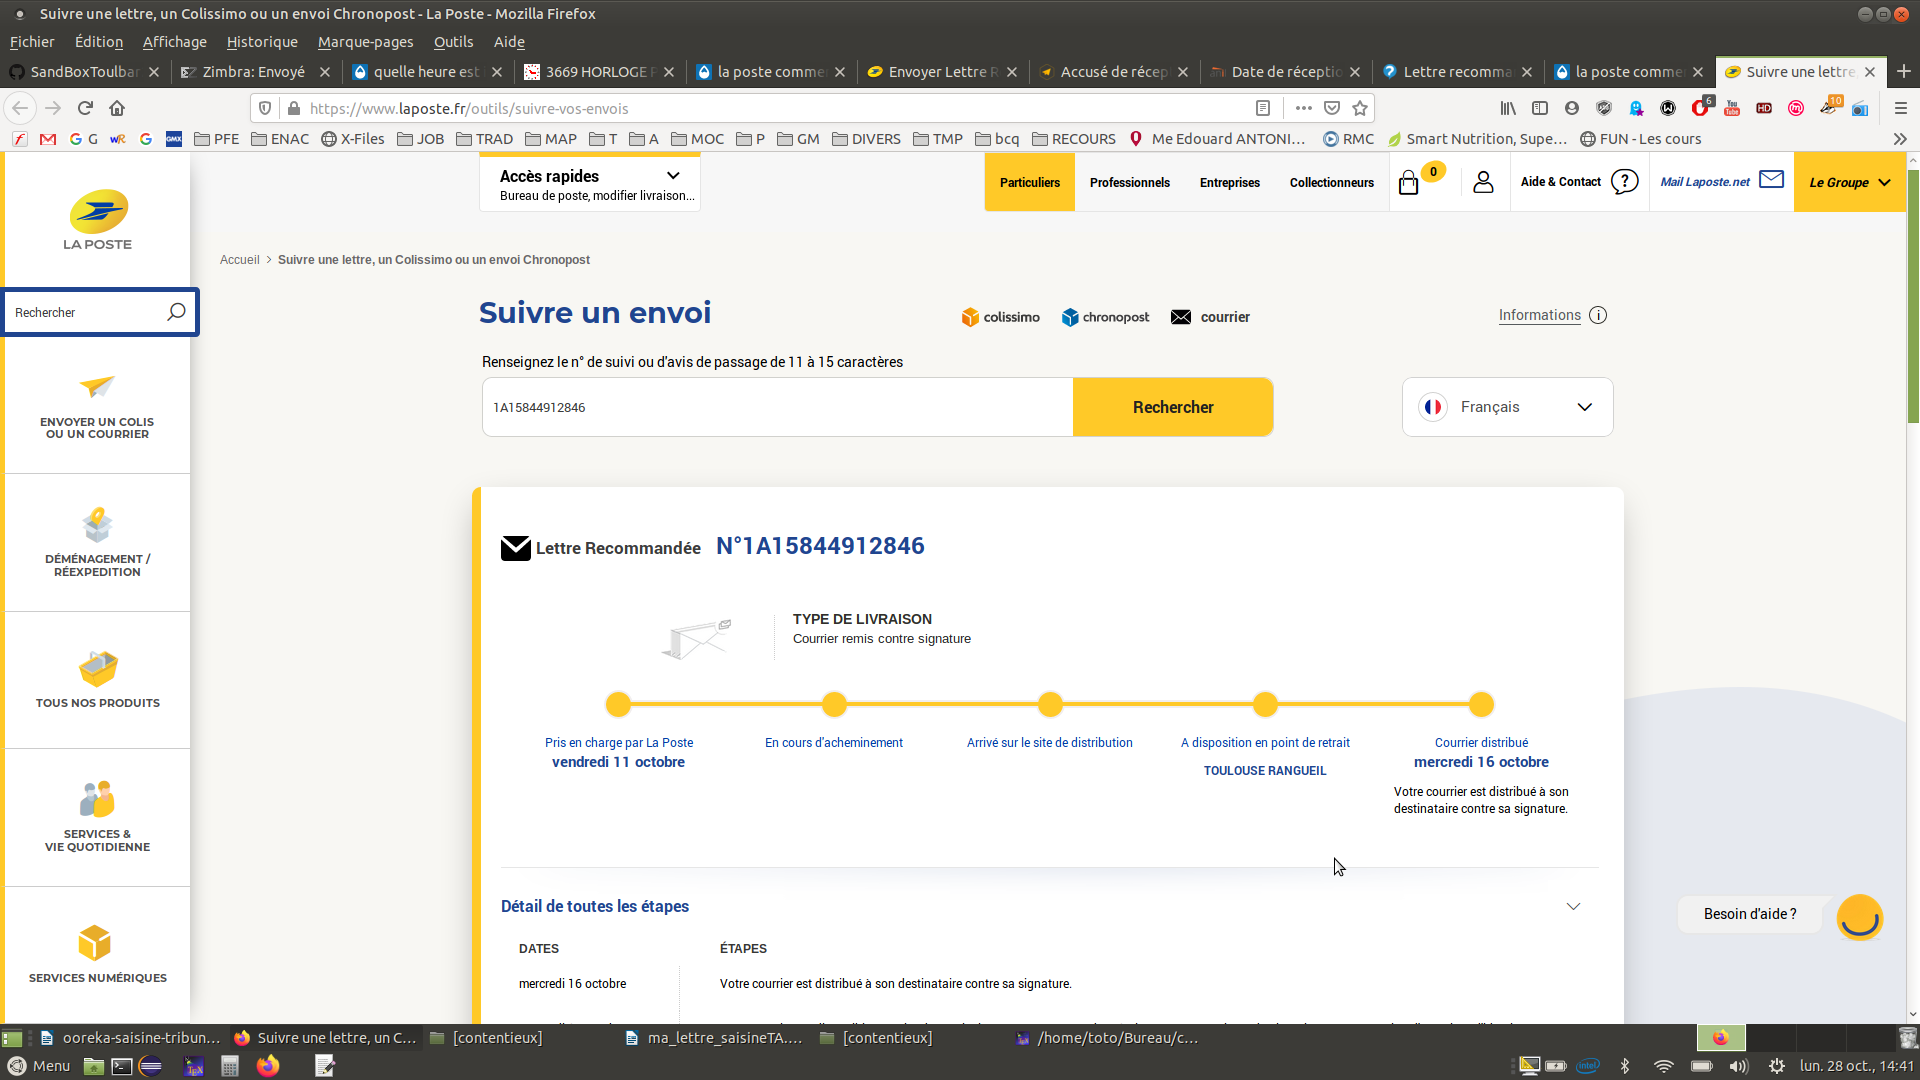 Suivre une lettre, un Colissimo ou un envoi Chronopost - La Poste - Mozilla Firefox
Fichier Édition Affichage Historique Marque-pages Outils Aide
SandBoxToulbar Zimbra: Envoyé quelle heure est 3669 HORLOGE la poste comme Envoyer Lettre R Accusé de récep Date de réceptio Lettre recomma la poste comme Suivre une lettre,
https://www.laposte.fr/outils/suivre-vos-envois
6 10
G PFE ENAC X-Files JOB TRAD MAP T A MOC P GM DIVERS TMP bcq RECOURS Me Edouard ANTONI... RMC Smart Nutrition, Supe... FUN - Les cours
LA POSTE
Accès rapides
Bureau de poste, modifier livraison...
Particuliers Professionnels Entreprises Collectionneurs 0 Aide & Contact ? Mail Laposte.net Le Groupe
Accueil > Suivre une lettre, un Colissimo ou un envoi Chronopost
Rechercher
Suivre un envoi
colissimo chronopost courrier
Informations
Renseignez le n° de suivi ou d'avis de passage de 11 à 15 caractères
1A15844912846
Rechercher
Français
ENVOYER UN COLIS
OU UN COURRIER
DÉMÉNAGEMENT /
RÉEXPEDITION
TOUS NOS PRODUITS
SERVICES &
VIE QUOTIDIENNE
SERVICES NUMÉRIQUES
Lettre Recommandée N°1A15844912846
TYPE DE LIVRAISON
Courrier remis contre signature
Pris en charge par La Poste
vendredi 11 octobre
En cours d'acheminement
Arrivé sur le site de distribution
A disposition en point de retrait
TOULOUSE RANGUEIL
Courrier distribué
mercredi 16 octobre
Votre courrier est distribué à son
destinataire contre sa signature.
Détail de toutes les étapes
DATES ÉTAPES
mercredi 16 octobre Votre courrier est distribué à son destinataire contre sa signature.
Besoin d'aide ?
ooreka-saisine-tribun... Suivre une lettre, un C... [contentieux] ma_lettre_saisineTA.... [contentieux] /home/toto/Bureau/c...
Menu lun. 28 oct., 14:41